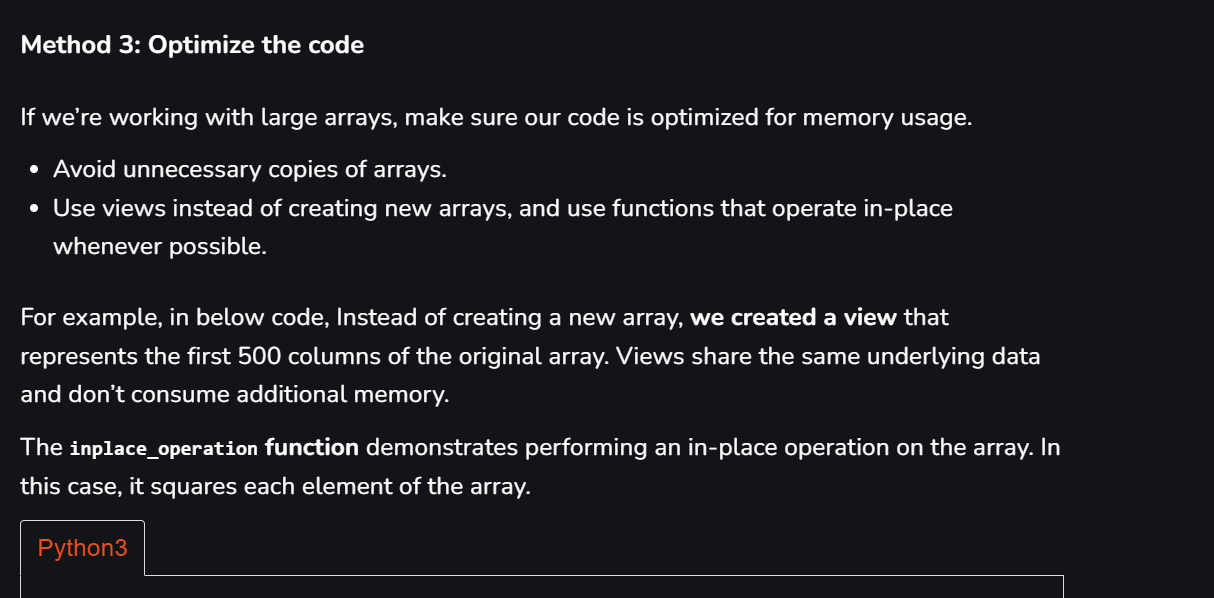 Method 3: Optimize the code
If we’re working with large arrays, make sure our code is optimized for memory usage.
• Avoid unnecessary copies of arrays.
• Use views instead of creating new arrays, and use functions that operate in-place
whenever possible.
For example, in below code, Instead of creating a new array, we created a view that
represents the first 500 columns of the original array. Views share the same underlying data
and don’t consume additional memory.
The inplace_operation function demonstrates performing an in-place operation on the array. In
this case, it squares each element of the array.
Python3